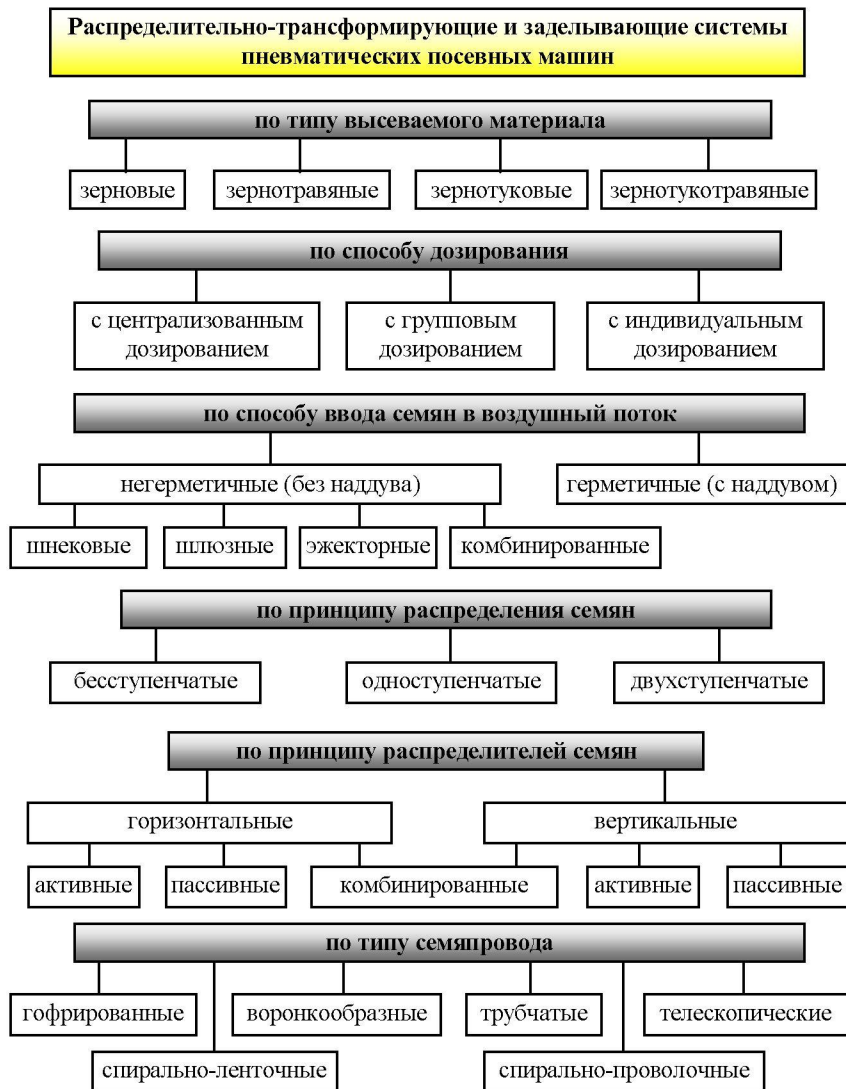 Распределительно-трансформирующие и заделывающие системы
пневматических посевных машин
по типу высеваемого материала
зерновые
зернотравяные
зернотуковые
зернотукотравяные
по способу дозирования
с централизованным
дозированием
с групповым
дозированием
с индивидуальным
дозированием
по способу ввода семян в воздушный поток
негерметичные (без наддува)
герметичные (с наддувом)
шнековые
шлюзные
эжекторные
комбинированные
по принципу распределения семян
бесступенчатые
одноступенчатые
двухступенчатые
по принципу распределителей семян
горизонтальные
вертикальные
активные
пассивные
комбинированные
активные
пассивные
по типу семяпровода
гофрированные
воронкообразные
трубчатые
телескопические
спирально-ленточные
спирально-проволочные